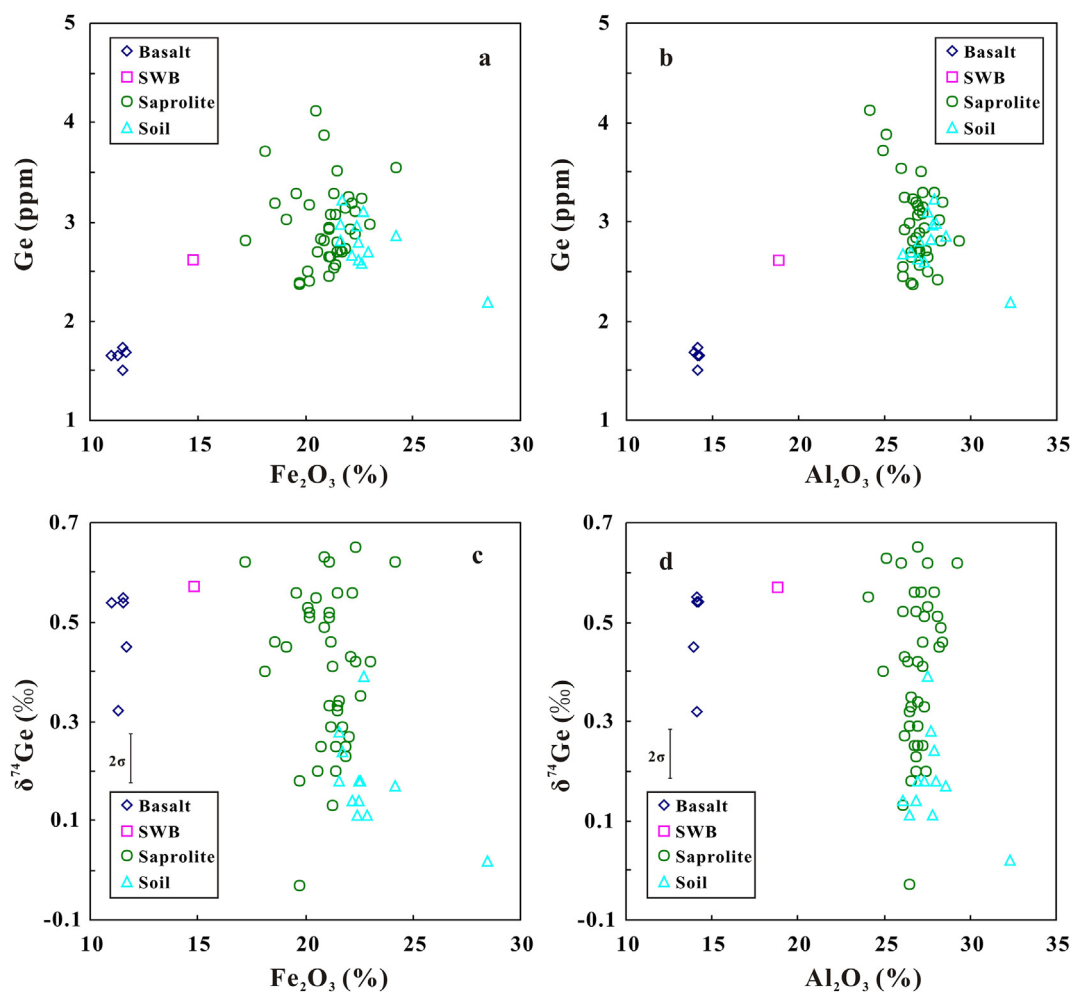 5
4
3
2
1
Ge (ppm)
Basalt
SWB
Saprolite
Soil
a
10 15 20 25 30
Fe₂O₃ (%)
5
4
3
2
1
Ge (ppm)
b
Basalt
SWB
Saprolite
Soil
10 15 20 25 30 35
Al₂O₃ (%)
0.7
0.5
0.3
0.1
-0.1
δ⁷⁴Ge (‰)
c
2σ
Basalt
SWB
Saprolite
Soil
10 15 20 25 30
Fe₂O₃ (%)
0.7
0.5
0.3
0.1
-0.1
δ⁷⁴Ge (‰)
d
2σ
Basalt
SWB
Saprolite
Soil
10 15 20 25 30 35
Al₂O₃ (%)